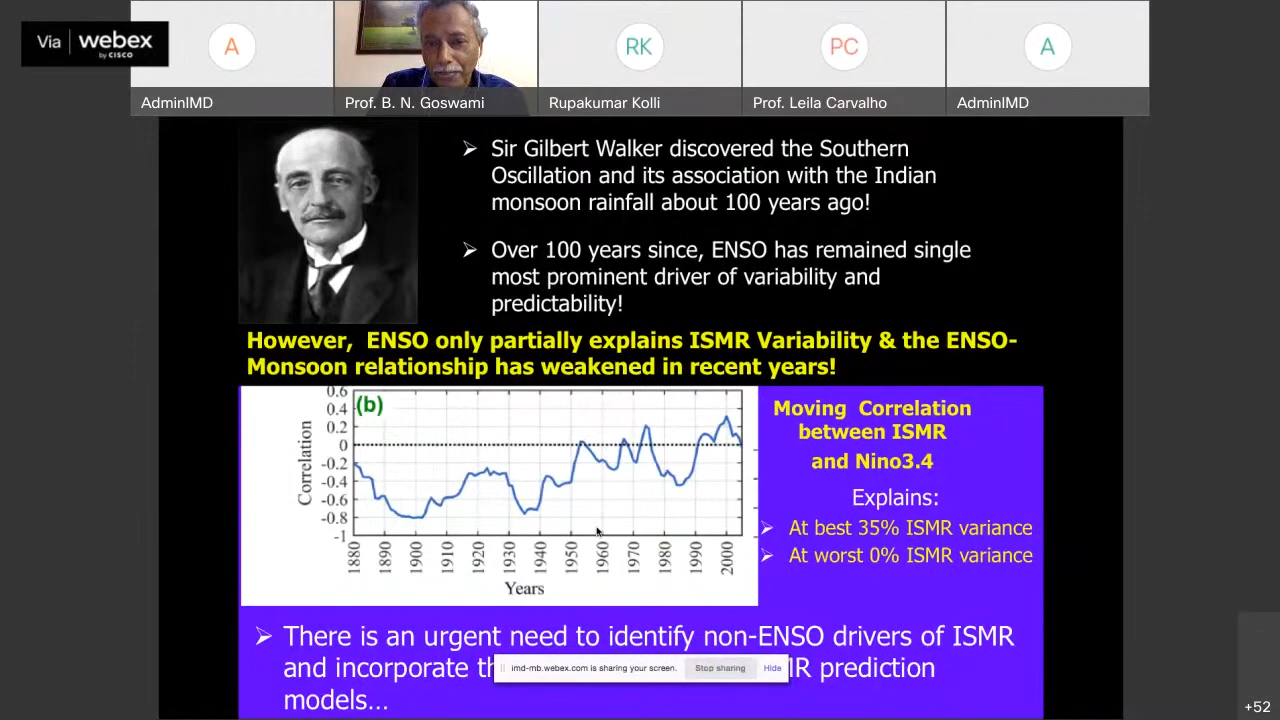 Via webex
by CISCO
A
RK
PC
A
AdminIMD
Prof. B. N. Goswami
Rupakumar Kolli
Prof. Leila Carvalho
AdminIMD
➢ Sir Gilbert Walker discovered the Southern
Oscillation and its association with the Indian
monsoon rainfall about 100 years ago!
➢ Over 100 years since, ENSO has remained single
most prominent driver of variability and
predictability!
However, ENSO only partially explains ISMR Variability & the ENSO-
Monsoon relationship has weakened in recent years!
(b)
Correlation
0.6
0.4
0.2
0
-0.2
-0.4
-0.6
-0.8
-1
1880 1890 1900 1910 1920 1930 1940 1950 1960 1970 1980 1990 2000
Years
Moving Correlation
between ISMR
and Nino3.4
Explains:
➢ At best 35% ISMR variance
➢ At worst 0% ISMR variance
➢ There is an urgent need to identify non-ENSO drivers of ISMR
and incorporate MR prediction
models...
imd-mb.webex.com is sharing your screen. Stop sharing Hide
+52